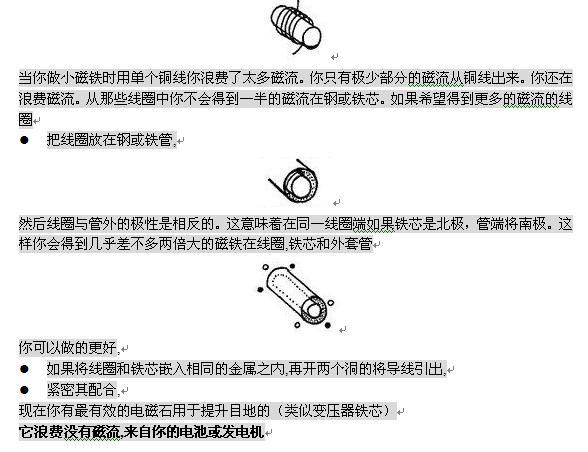 当你做小磁铁时用单个铜线你浪费了太多磁流。你只有极少部分的磁流从铜线出来。你还在
浪费磁流。从那些线圈中你不会得到一半的磁流在钢或铁芯。如果希望得到更多的磁流的线
圈
● 把线圈放在钢或铁管,
然后线圈与管外的极性是相反的。这意味着在同一线圈端如果铁芯是北极，管端将南极。这
样你会得到几乎差不多两倍大的磁铁在线圈,铁芯和外套管
你可以做的更好,
● 如果将线圈和铁芯嵌入相同的金属之内,再开两个洞的将导线引出,
● 紧密其配合,
现在你有最有效的电磁石用于提升目地的（类似变压器铁芯）
它浪费没有磁流,来自你的电池或发电机